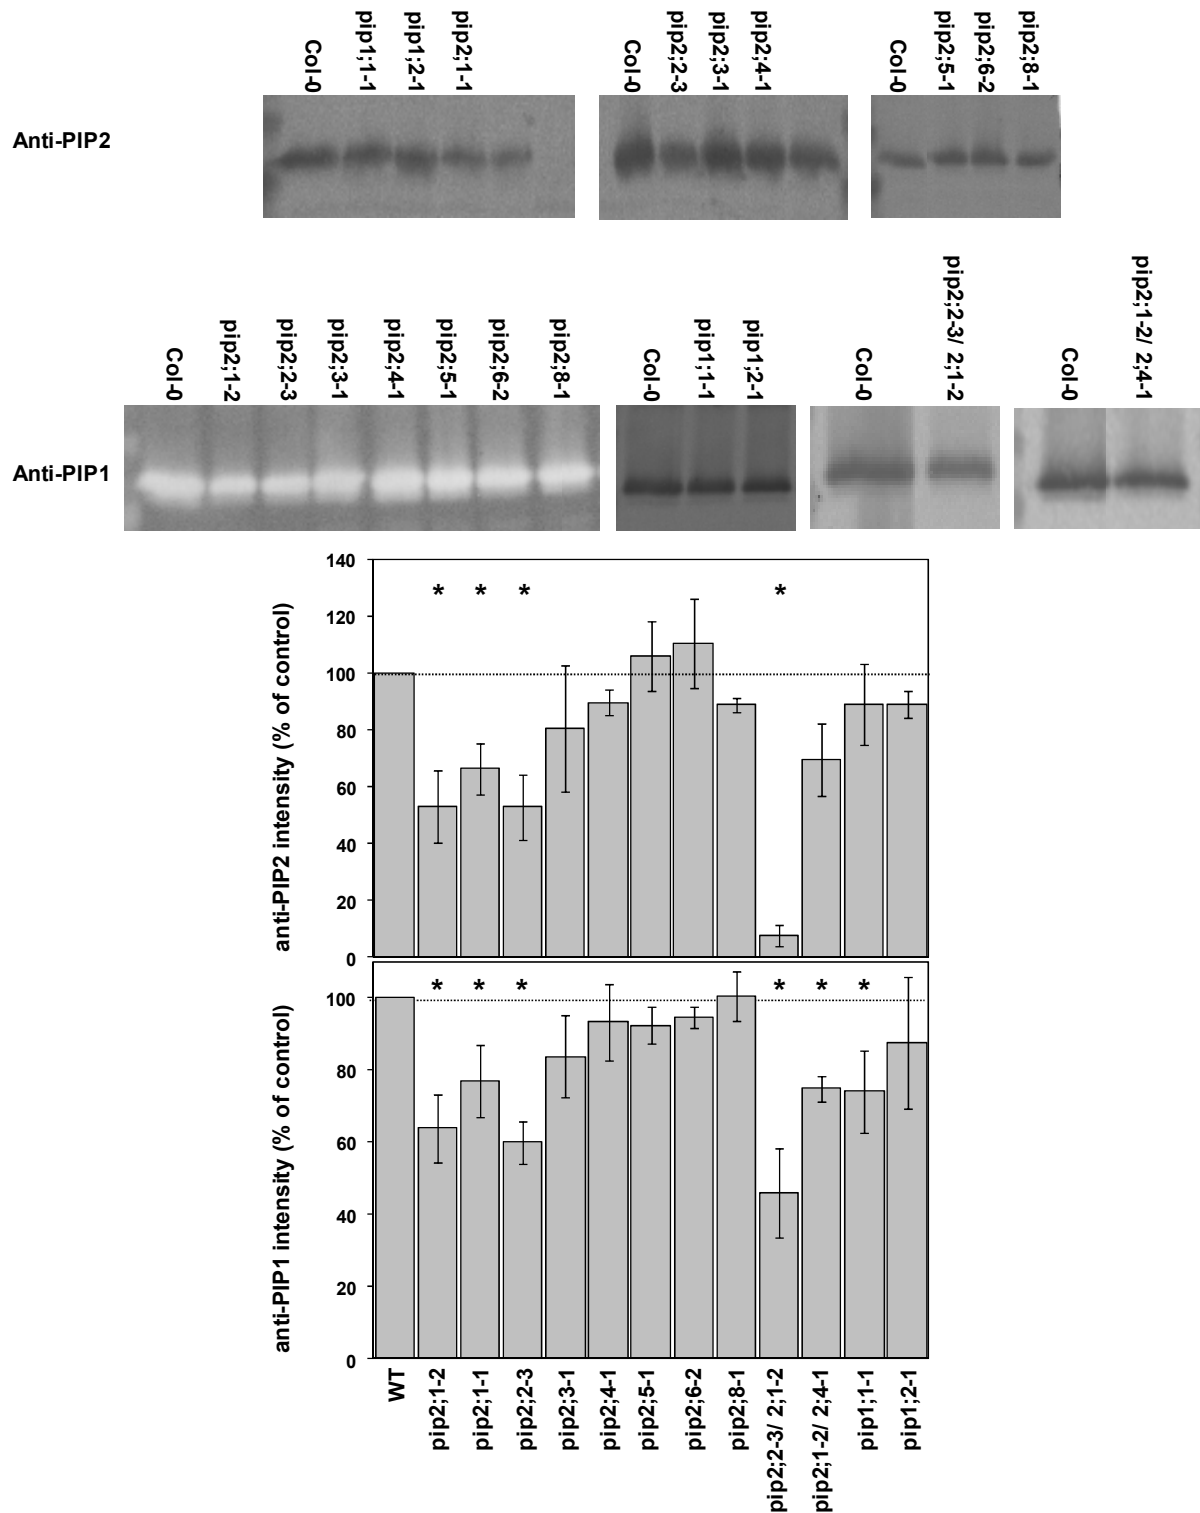 Col-0
pip1;1-1
pip1;2-1
pip2;1-1
Col-0
pip2;2-3
pip2;3-1
pip2;4-1
Col-0
pip2;5-1
pip2;6-2
pip2;8-1
Anti-PIP2
Col-0
pip2;1-2
pip2;2-3
pip2;3-1
pip2;4-1
pip2;5-1
pip2;6-2
pip2;8-1
Col-0
pip1;1-1
pip1;2-1
Col-0
pip2;2-3/ 2;1-2
Col-0
pip2;1-2/ 2;4-1
Anti-PIP1
anti-PIP2 intensity (% of control)
140
120
100
80
60
40
20
0
* * * *
anti-PIP1 intensity (% of control)
100
80
60
40
20
0
* * * * * *
WT
pip2;1-2
pip2;1-1
pip2;2-3
pip2;3-1
pip2;4-1
pip2;5-1
pip2;6-2
pip2;8-1
pip2;2-3/ 2;1-2
pip2;1-2/ 2;4-1
pip1;1-1
pip1;2-1